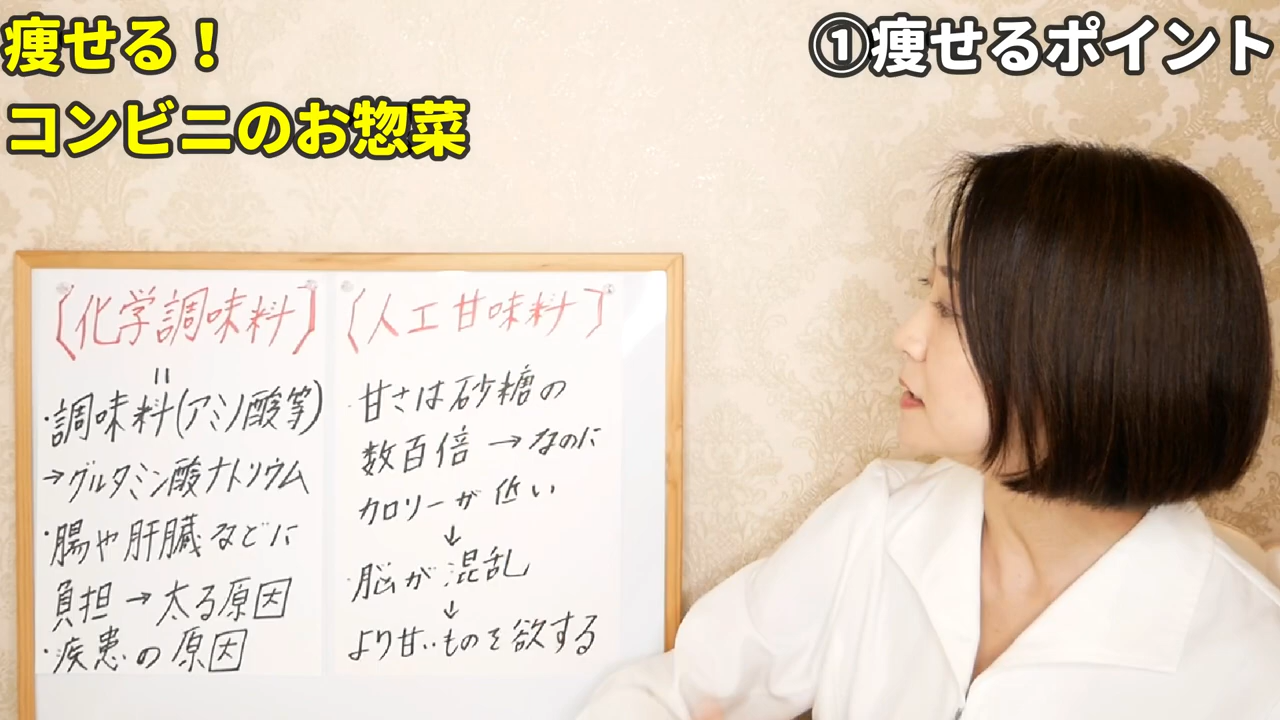 痩せる！
コンビニのお惣菜
①痩せるポイント
〔化学調味料〕
〃
・調味料(アミノ酸等)
→グルタミン酸ナトリウム
・腸や肝臓などに
負担→太る原因
・疾患の原因
〔人工甘味料〕
・甘さは砂糖の
数百倍→なのに
カロリーが低い
↓
・脳が混乱
↓
より甘いものを欲する